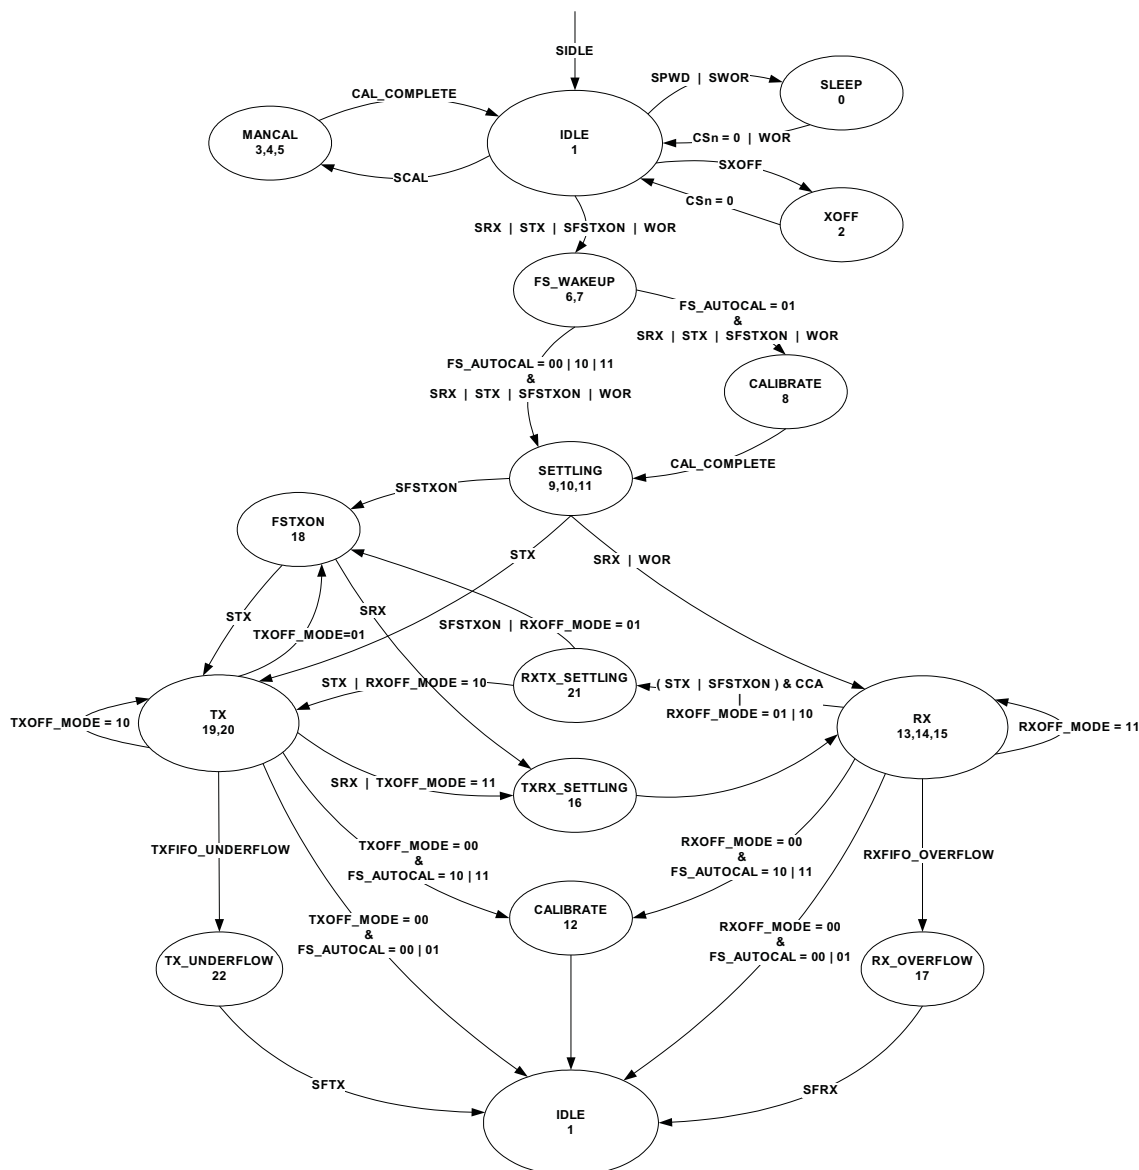 SIDLE
SPWD | SWOR
SLEEP
0
CAL_COMPLETE
MANCAL
3,4,5
IDLE
1
CSn = 0 | WOR
SXOFF
SCAL
CSn = 0
XOFF
2
SRX | STX | SFSTXON | WOR
FS_WAKEUP
6,7
FS_AUTOCAL = 01
&
SRX | STX | SFSTXON | WOR
FS_AUTOCAL = 00 | 10 | 11
&
SRX | STX | SFSTXON | WOR
CALIBRATE
8
CAL_COMPLETE
SETTLING
9,10,11
SFSTXON
FSTXON
18
STX
SRX | WOR
STX
SRX
TXOFF_MODE=01
SFSTXON | RXOFF_MODE = 01
STX | RXOFF_MODE = 10
RXTX_SETTLING
21
( STX | SFSTXON ) & CCA
|
RXOFF_MODE = 01 | 10
TXOFF_MODE = 10
TX
19,20
RX
13,14,15
RXOFF_MODE = 11
SRX | TXOFF_MODE = 11
TXRX_SETTLING
16
TXFIFO_UNDERFLOW
TXOFF_MODE = 00
&
FS_AUTOCAL = 10 | 11
RXOFF_MODE = 00
&
FS_AUTOCAL = 10 | 11
RXFIFO_OVERFLOW
TXOFF_MODE = 00
&
FS_AUTOCAL = 00 | 01
CALIBRATE
12
RXOFF_MODE = 00
&
FS_AUTOCAL = 00 | 01
TX_UNDERFLOW
22
RX_OVERFLOW
17
SFTX
SFRX
IDLE
1